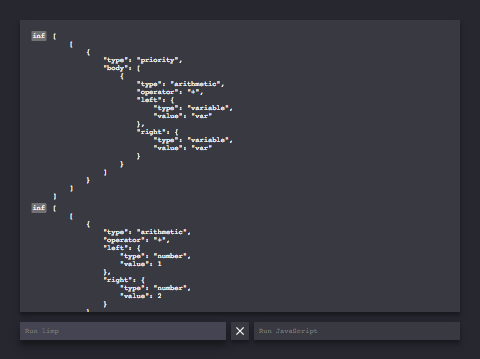 inf [
[
{
"type": "priority",
"body": [
{
"type": "arithmetic",
"operator": "+",
"left": {
"type": "variable",
"value": "var"
},
"right": {
"type": "variable",
"value": "var"
}
}
]
}
]
]
inf [
[
{
"type": "arithmetic",
"operator": "+",
"left": {
"type": "number",
"value": 1
},
"right": {
"type": "number",
"value": 2
}
}
Run limp
Run JavaScript